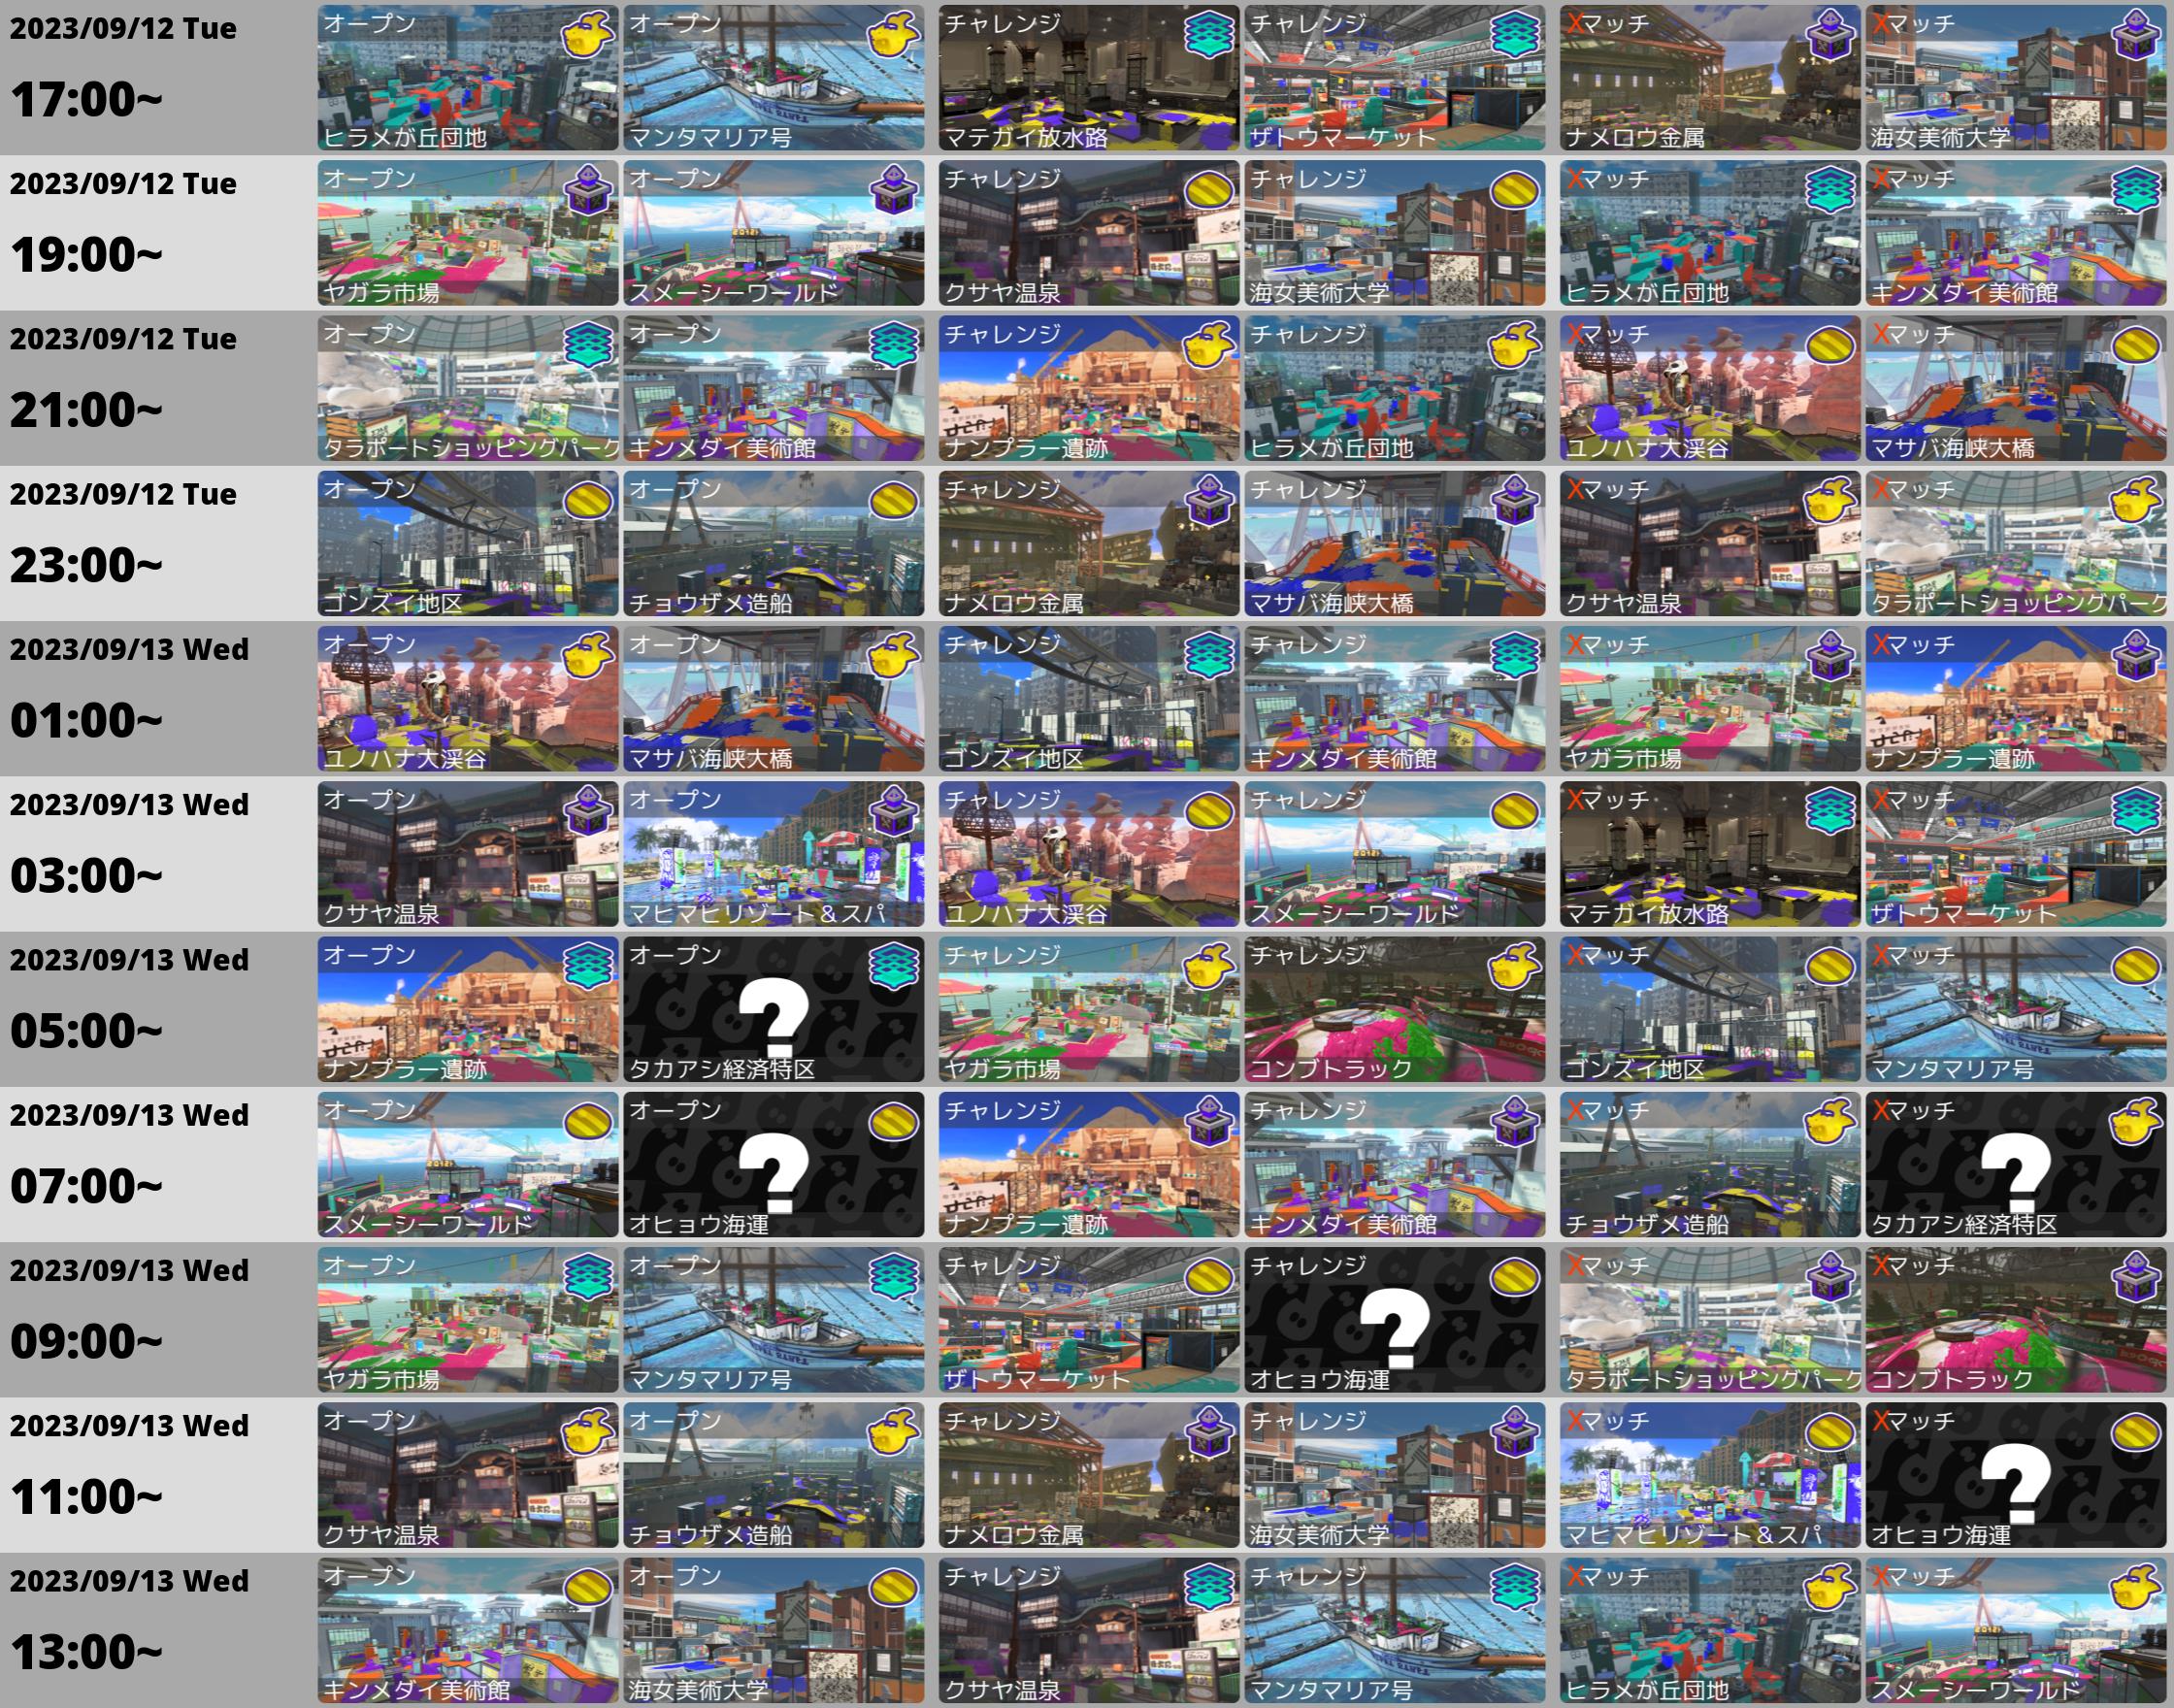 2023/09/12 Tue
17:00~
オープン
ヒラメが丘団地
オープン
マンタマリア号
チャレンジ
マテガイ放水路
チャレンジ
ザトウマーケット
Xマッチ
ナメロウ金属
Xマッチ
海女美術大学
2023/09/12 Tue
19:00~
オープン
ヤガラ市場
オープン
スメーシーワールド
チャレンジ
クサヤ温泉
チャレンジ
海女美術大学
Xマッチ
ヒラメが丘団地
Xマッチ
キンメダイ美術館
2023/09/12 Tue
21:00~
オープン
タラポートショッピングパーク
オープン
キンメダイ美術館
チャレンジ
ナンプラー遺跡
チャレンジ
ヒラメが丘団地
Xマッチ
ユノハナ大渓谷
Xマッチ
マサバ海峡大橋
2023/09/12 Tue
23:00~
オープン
ゴンズイ地区
オープン
チョウザメ造船
チャレンジ
ナメロウ金属
チャレンジ
マサバ海峡大橋
Xマッチ
クサヤ温泉
Xマッチ
タラポートショッピングパーク
2023/09/13 Wed
01:00~
オープン
ユノハナ大渓谷
オープン
マサバ海峡大橋
チャレンジ
ゴンズイ地区
チャレンジ
キンメダイ美術館
Xマッチ
ヤガラ市場
Xマッチ
ナンプラー遺跡
2023/09/13 Wed
03:00~
オープン
クサヤ温泉
オープン
マヒマヒリゾート＆スパ
チャレンジ
ユノハナ大渓谷
チャレンジ
スメーシーワールド
Xマッチ
マテガイ放水路
Xマッチ
ザトウマーケット
2023/09/13 Wed
05:00~
オープン
ナンプラー遺跡
オープン
?
タカアシ経済特区
チャレンジ
ヤガラ市場
チャレンジ
コンブトラック
Xマッチ
ゴンズイ地区
Xマッチ
マンタマリア号
2023/09/13 Wed
07:00~
オープン
スメーシーワールド
オープン
?
オヒョウ海運
チャレンジ
ナンプラー遺跡
チャレンジ
キンメダイ美術館
Xマッチ
チョウザメ造船
Xマッチ
?
タカアシ経済特区
2023/09/13 Wed
09:00~
オープン
ヤガラ市場
オープン
マンタマリア号
チャレンジ
ザトウマーケット
チャレンジ
?
オヒョウ海運
Xマッチ
タラポートショッピングパーク
Xマッチ
コンブトラック
2023/09/13 Wed
11:00~
オープン
クサヤ温泉
オープン
チョウザメ造船
チャレンジ
ナメロウ金属
チャレンジ
海女美術大学
Xマッチ
マヒマヒリゾート＆スパ
Xマッチ
?
オヒョウ海運
2023/09/13 Wed
13:00~
オープン
キンメダイ美術館
オープン
海女美術大学
チャレンジ
クサヤ温泉
チャレンジ
マンタマリア号
Xマッチ
ヒラメが丘団地
Xマッチ
スメーシーワールド